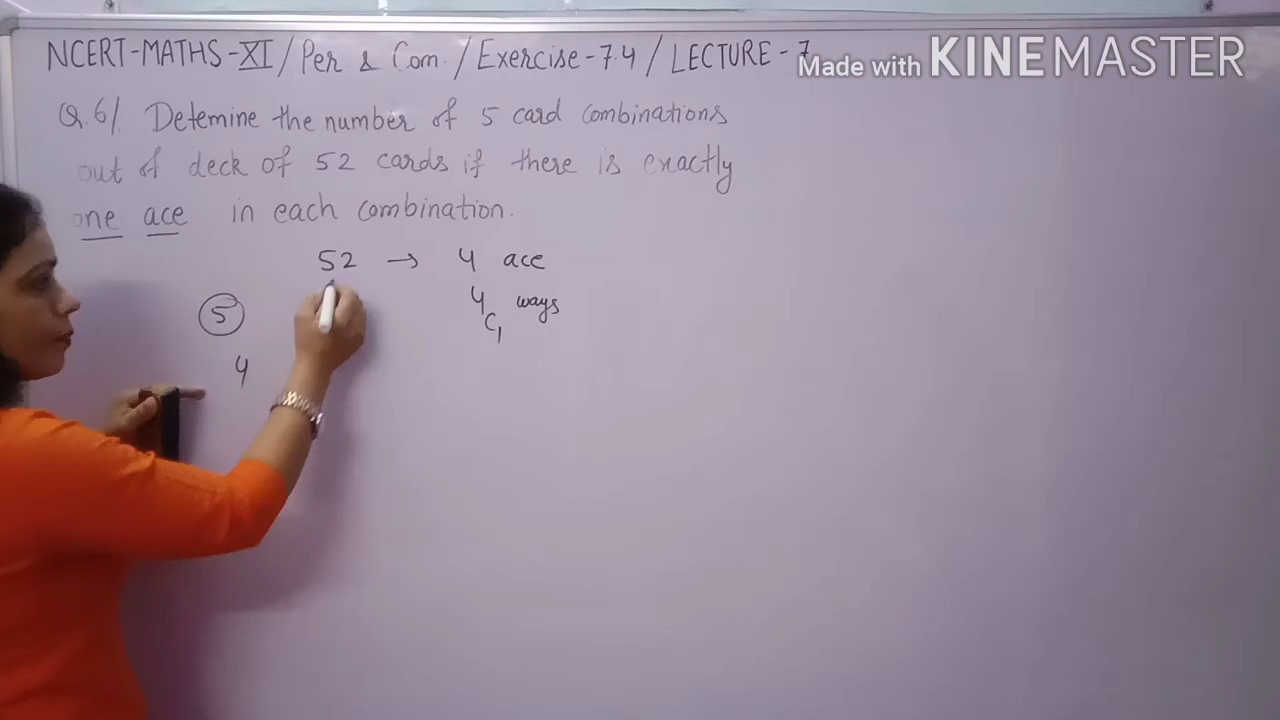 NCERT-MATHS-XI / Per & Com. / Exercise-7.4 / LECTURE-7
Made with KINEMASTER
Q.6/. Detemine the number of 5 card combinations
out of deck of 52 cards if there is exactly
one ace in each combination.
52 → 4 ace
5 4C1 ways
4